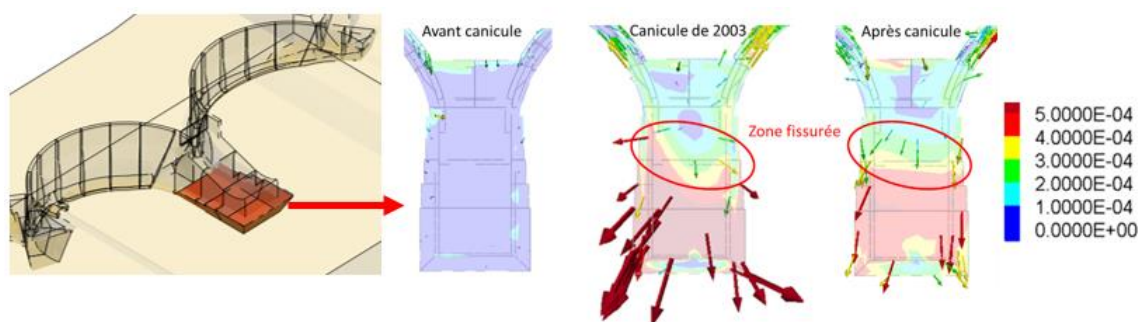 Avant canicule
Canicule de 2003
Après canicule
Zone fissurée
5.0000E-04
4.0000E-04
3.0000E-04
2.0000E-04
1.0000E-04
0.0000E+00